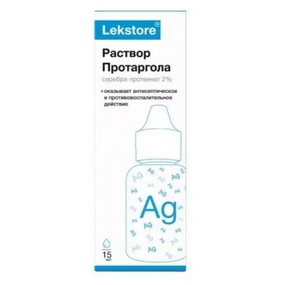 Lekstore®
Раствор
Протаргола
серебра протеинат 2%
• оказывает антисептическое
и противовоспалительное
действие
Ag
15
мл